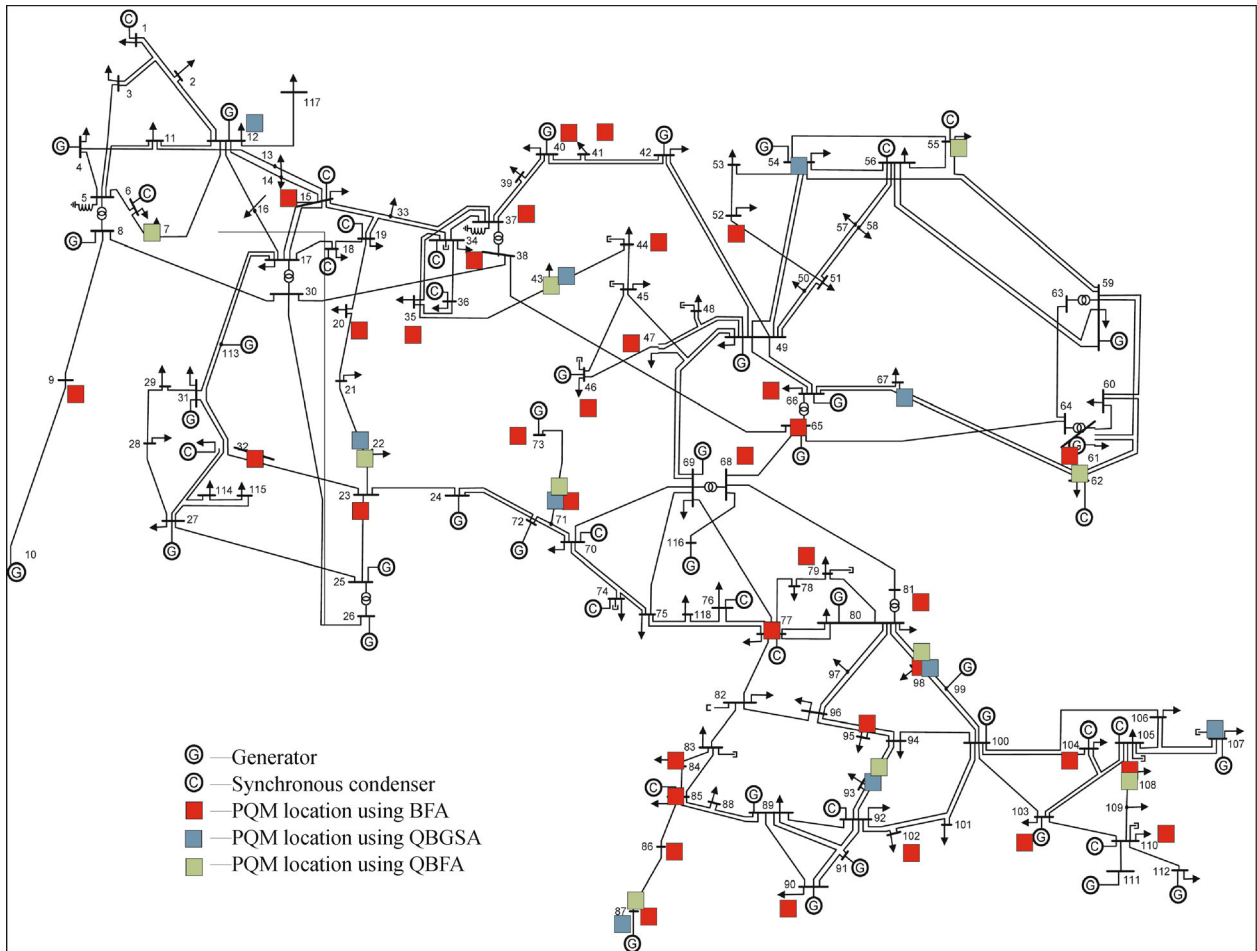 C
1
2
3
117
G
12
G
4
11
13
14
C
15
5
6
C
7
16
8
G
17
18
C
C
19
33
30
G
40
41
42
G
39
37
34
C
38
36
C
35
43
44
45
46
G
47
48
49
G
50
51
52
53
G
54
C
55
C
56
57
58
59
G
63
60
64
G
61
62
C
67
66
G
65
G
9
10
G
113
G
20
21
22
29
31
G
28
C
32
114
115
27
G
23
24
G
25
G
26
G
G
73
71
72
G
70
C
69
G
68
116
G
74
C
75
118
76
C
77
C
78
79
80
G
81
82
83
84
85
C
86
87
G
88
89
G
90
G
91
G
92
C
93
94
95
96
97
98
99
G
100
G
101
102
103
G
104
C
105
C
106
107
G
108
109
110
C
111
G
112
G
G —Generator
C —Synchronous condenser
—PQM location using BFA
—PQM location using QBGSA
—PQM location using QBFA